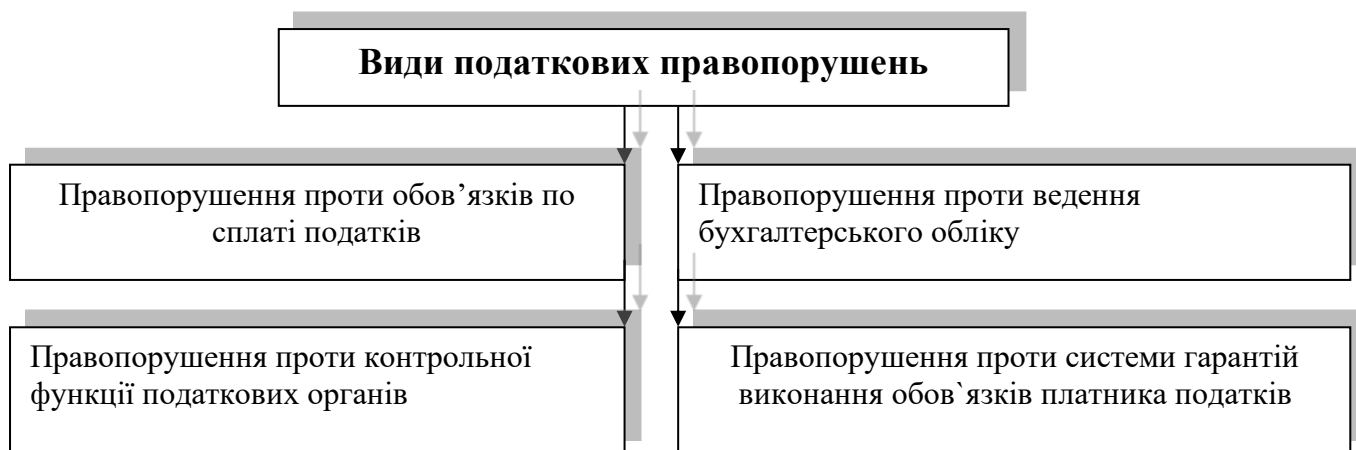 Види податкових правопорушень
Правопорушення проти обов’язків по
сплаті податків
Правопорушення проти ведення
бухгалтерського обліку
Правопорушення проти контрольної
функції податкових органів
Правопорушення проти системи гарантій
виконання обов`язків платника податків